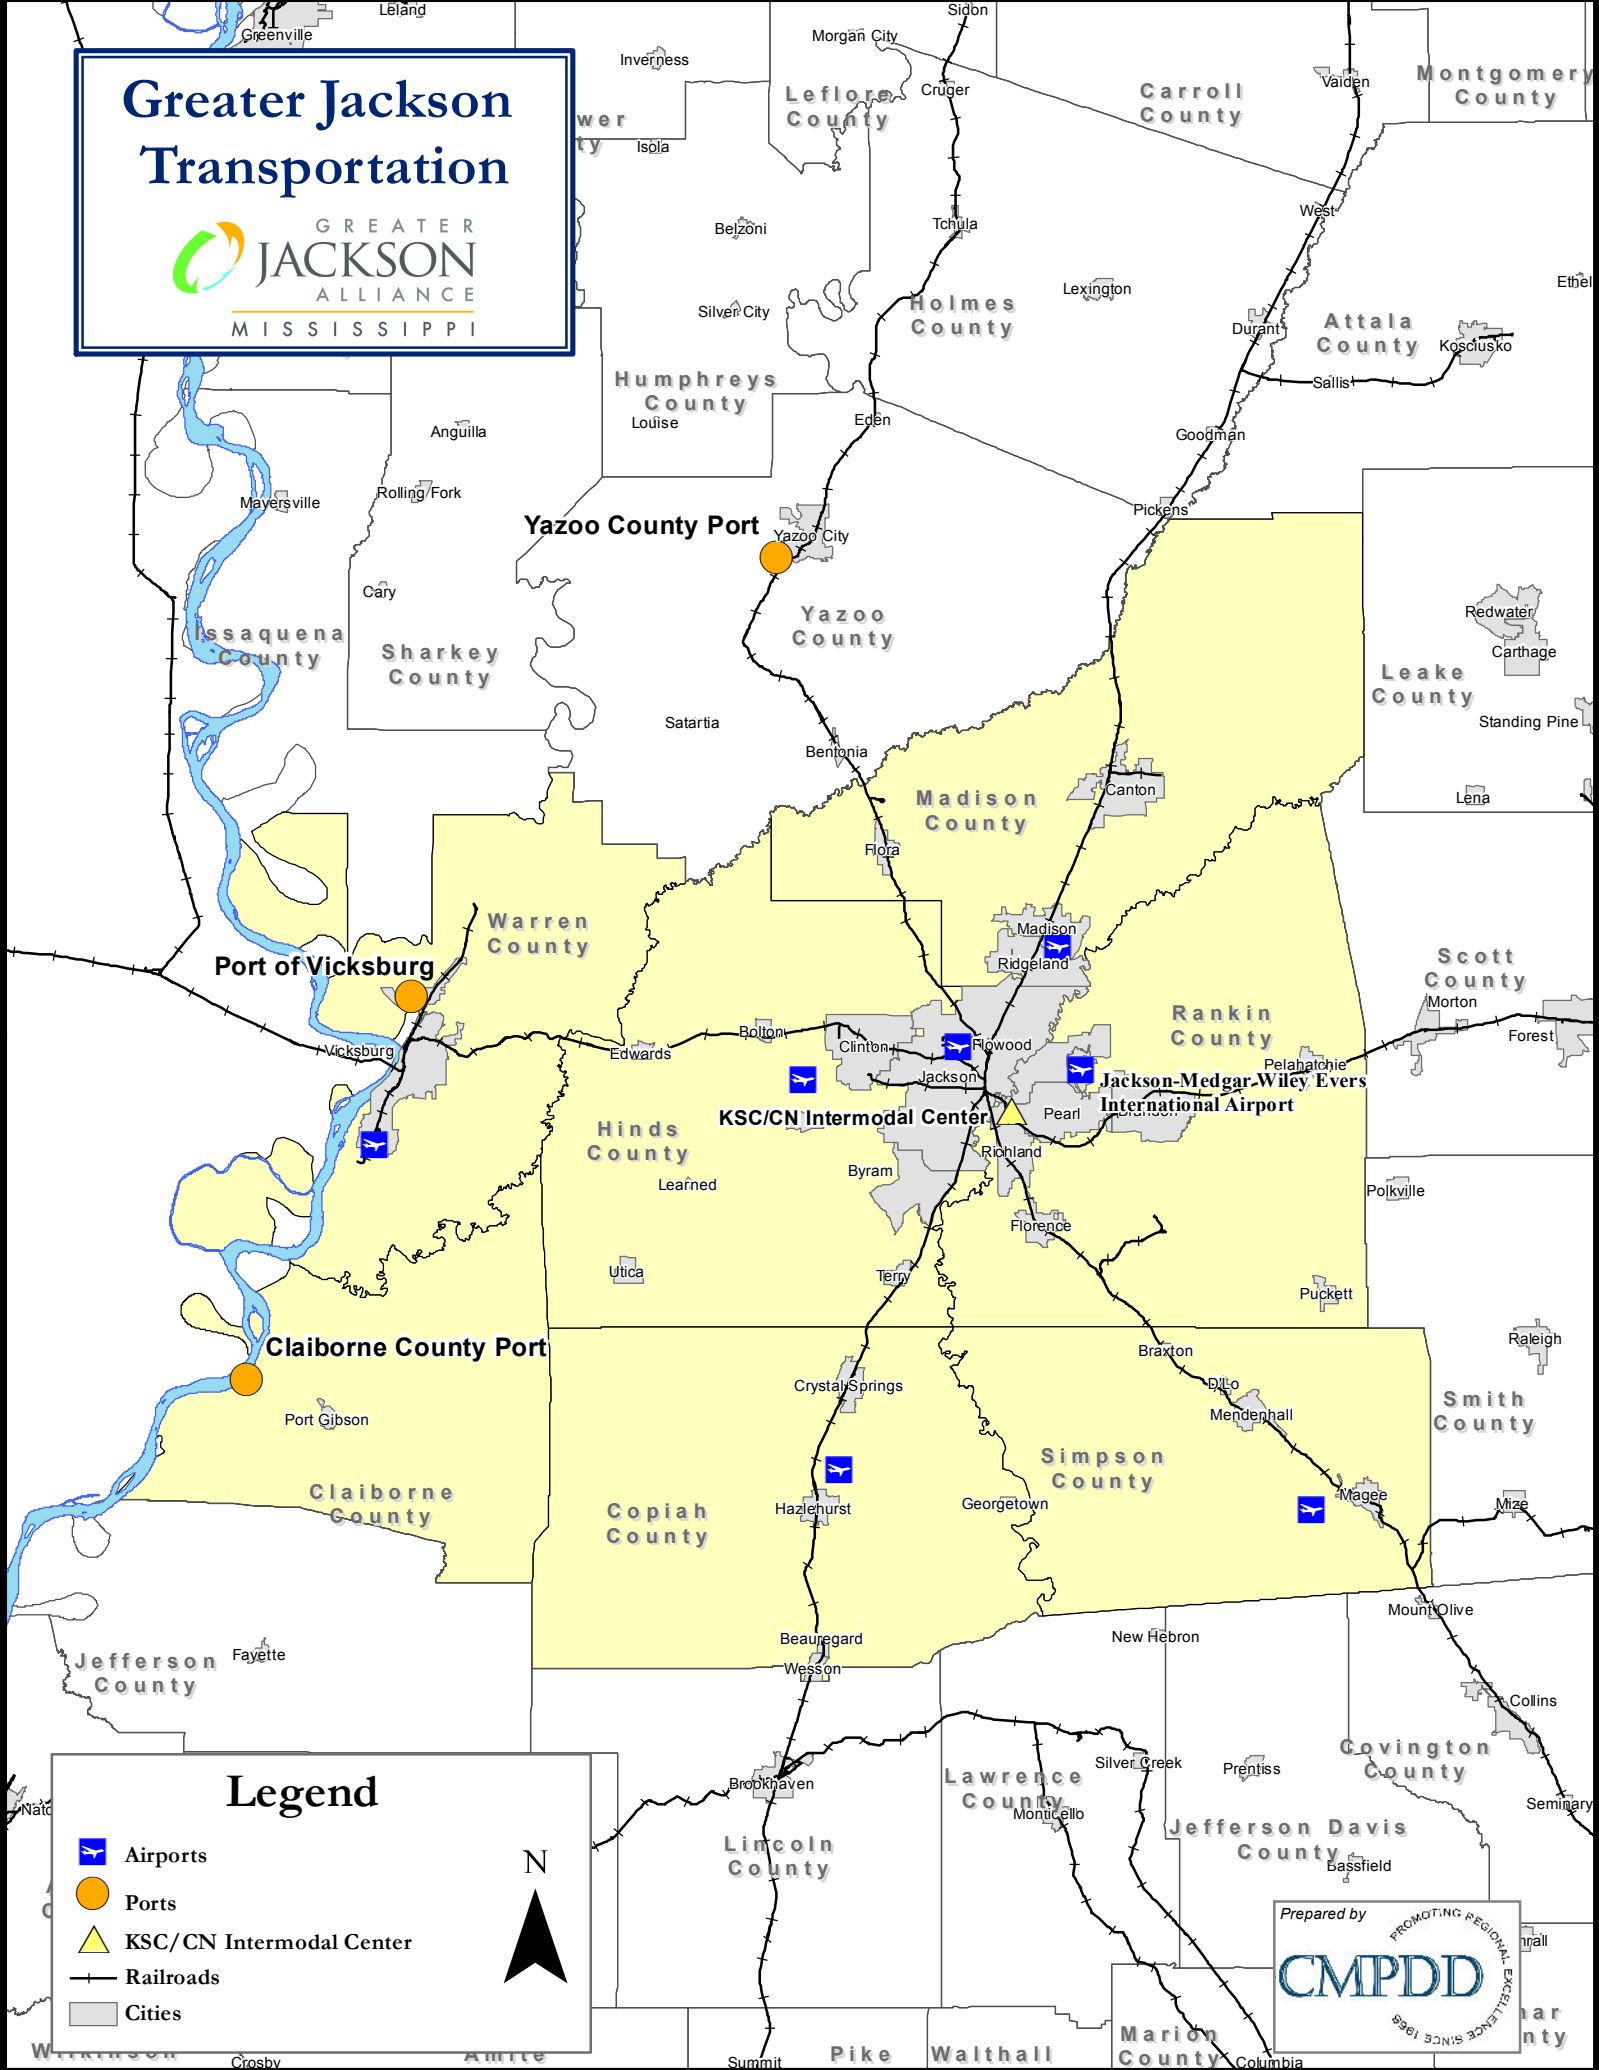 Leland
Greenville
Sidon
Morgan City
Inverness
Vaiden
Montgomery
County
Cruger
Carroll
County
Leflore
County
Greater Jackson
Transportation
GREATER
JACKSON
ALLIANCE
MISSISSIPPI
wer
ty
Isola
West
Belzoni
Tchula
Lexington
Ethel
Silver City
Holmes
County
Durant
Attala
County
Kosciusko
Sallis
Humphreys
County
Louise
Eden
Anguilla
Goodman
Rolling Fork
Mayersville
Pickens
Yazoo County Port
Yazoo City
Cary
Yazoo
County
Redwater
Carthage
Issaquena
County
Sharkey
County
Leake
County
Satartia
Standing Pine
Bentonia
Canton
Lena
Madison
County
Flora
Warren
County
Madison
Ridgeland
Port of Vicksburg
Scott
County
Morton
Rankin
County
Forest
Bolton
Vicksburg
Edwards
Clinton
Flowood
Pelahatchie
Jackson
Jackson-Medgar Wiley Evers
International Airport
KSC/CN Intermodal Center
Pearl
Brandon
Hinds
County
Richland
Byram
Learned
Polkville
Florence
Utica
Terry
Puckett
Claiborne County Port
Raleigh
Braxton
Crystal Springs
D'Lo
Mendenhall
Smith
County
Port Gibson
Simpson
County
Claiborne
County
Copiah
County
Hazlehurst
Georgetown
Magee
Mize
Mount Olive
Beauregard
New Hebron
Wesson
Jefferson
County
Fayette
Collins
Covington
County
Silver Creek
Prentiss
Brookhaven
Lawrence
County
Monticello
Seminary
Jefferson Davis
County
Bassfield
Lincoln
County
Natc
Legend
Airports
Ports
KSC/CN Intermodal Center
Railroads
Cities
N
Prepared by
CMPDD
PROMOTING REGIONAL EXCELLENCE SINCE 1968
mar
nty
Wilkinson
Crosby
Amite
Summit
Pike
Walthall
Marion
County
Columbia